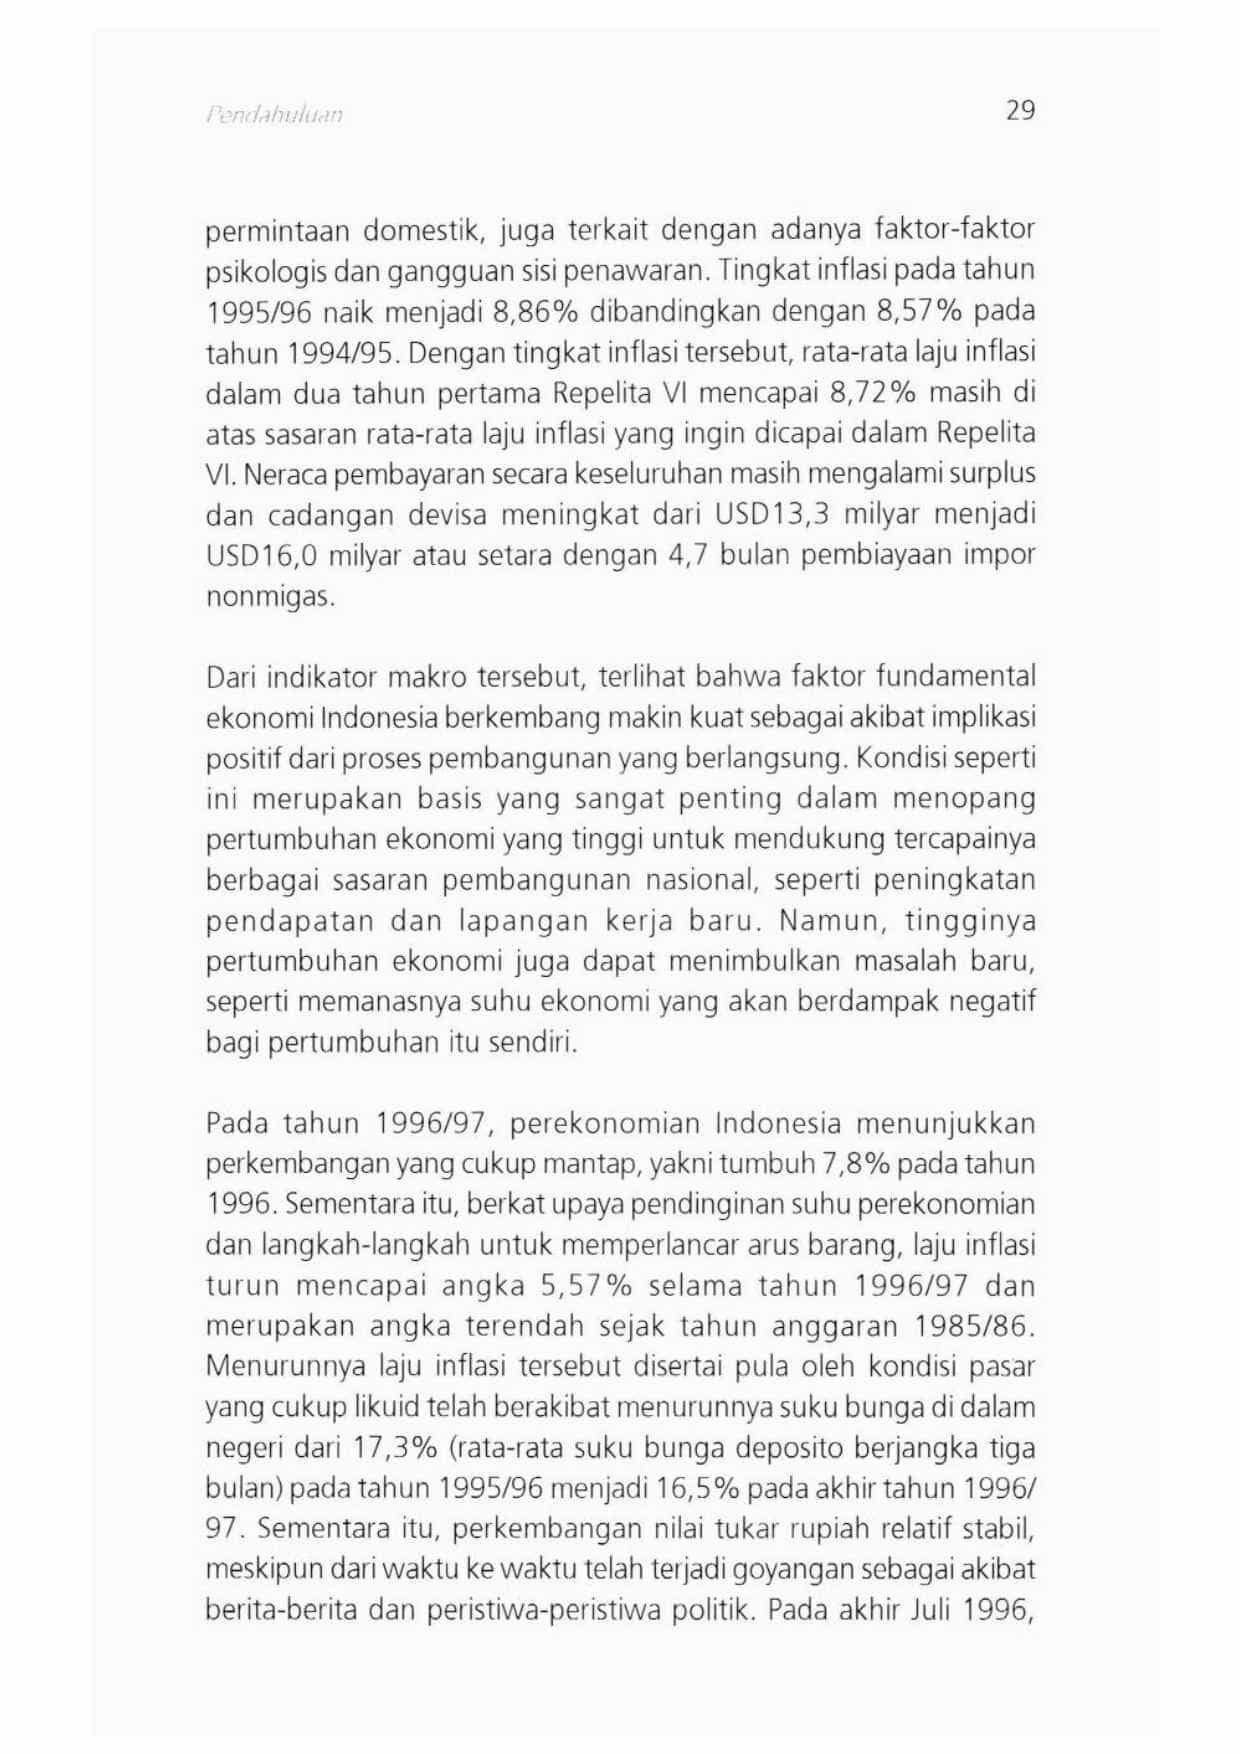 Pendahuluan
29
permintaan domestik, juga terkait dengan adanya faktor-faktor
psikologis dan gangguan sisi penawaran. Tingkat inflasi pada tahun
1995/96 naik menjadi 8,86% dibandingkan dengan 8,57% pada
tahun 1994/95. Dengan tingkat inflasi tersebut, rata-rata laju inflasi
dalam dua tahun pertama Repelita VI mencapai 8,72% masih di
atas sasaran rata-rata laju inflasi yang ingin dicapai dalam Repelita
VI. Neraca pembayaran secara keseluruhan masih mengalami surplus
dan cadangan devisa meningkat dari USD13,3 milyar menjadi
USD16,0 milyar atau setara dengan 4,7 bulan pembiayaan impor
nonmigas.
Dari indikator makro tersebut, terlihat bahwa faktor fundamental
ekonomi Indonesia berkembang makin kuat sebagai akibat implikasi
positif dari proses pembangunan yang berlangsung. Kondisi seperti
ini merupakan basis yang sangat penting dalam menopang
pertumbuhan ekonomi yang tinggi untuk mendukung tercapainya
berbagai sasaran pembangunan nasional, seperti peningkatan
pendapatan dan lapangan kerja baru. Namun, tingginya
pertumbuhan ekonomi juga dapat menimbulkan masalah baru,
seperti memanasnya suhu ekonomi yang akan berdampak negatif
bagi pertumbuhan itu sendiri.
Pada tahun 1996/97, perekonomian Indonesia menunjukkan
perkembangan yang cukup mantap, yakni tumbuh 7,8% pada tahun
1996. Sementara itu, berkat upaya pendinginan suhu perekonomian
dan langkah-langkah untuk memperlancar arus barang, laju inflasi
turun mencapai angka 5,57% selama tahun 1996/97 dan
merupakan angka terendah sejak tahun anggaran 1985/86.
Menurunnya laju inflasi tersebut disertai pula oleh kondisi pasar
yang cukup likuid telah berakibat menurunnya suku bunga di dalam
negeri dari 17,3% (rata-rata suku bunga deposito berjangka tiga
bulan) pada tahun 1995/96 menjadi 16,5% pada akhir tahun 1996/
97. Sementara itu, perkembangan nilai tukar rupiah relatif stabil,
meskipun dari waktu ke waktu telah terjadi goyangan sebagai akibat
berita-berita dan peristiwa-peristiwa politik. Pada akhir Juli 1996,